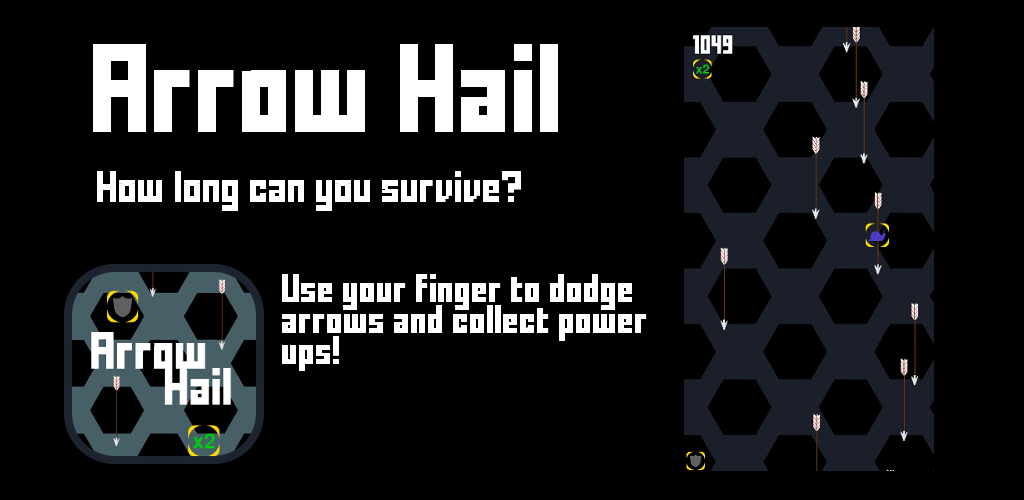 Arrow Hail
How long can you survive?
Use your finger to dodge
arrows and collect power
ups!
Arrow
Hail
x2
1049
x2